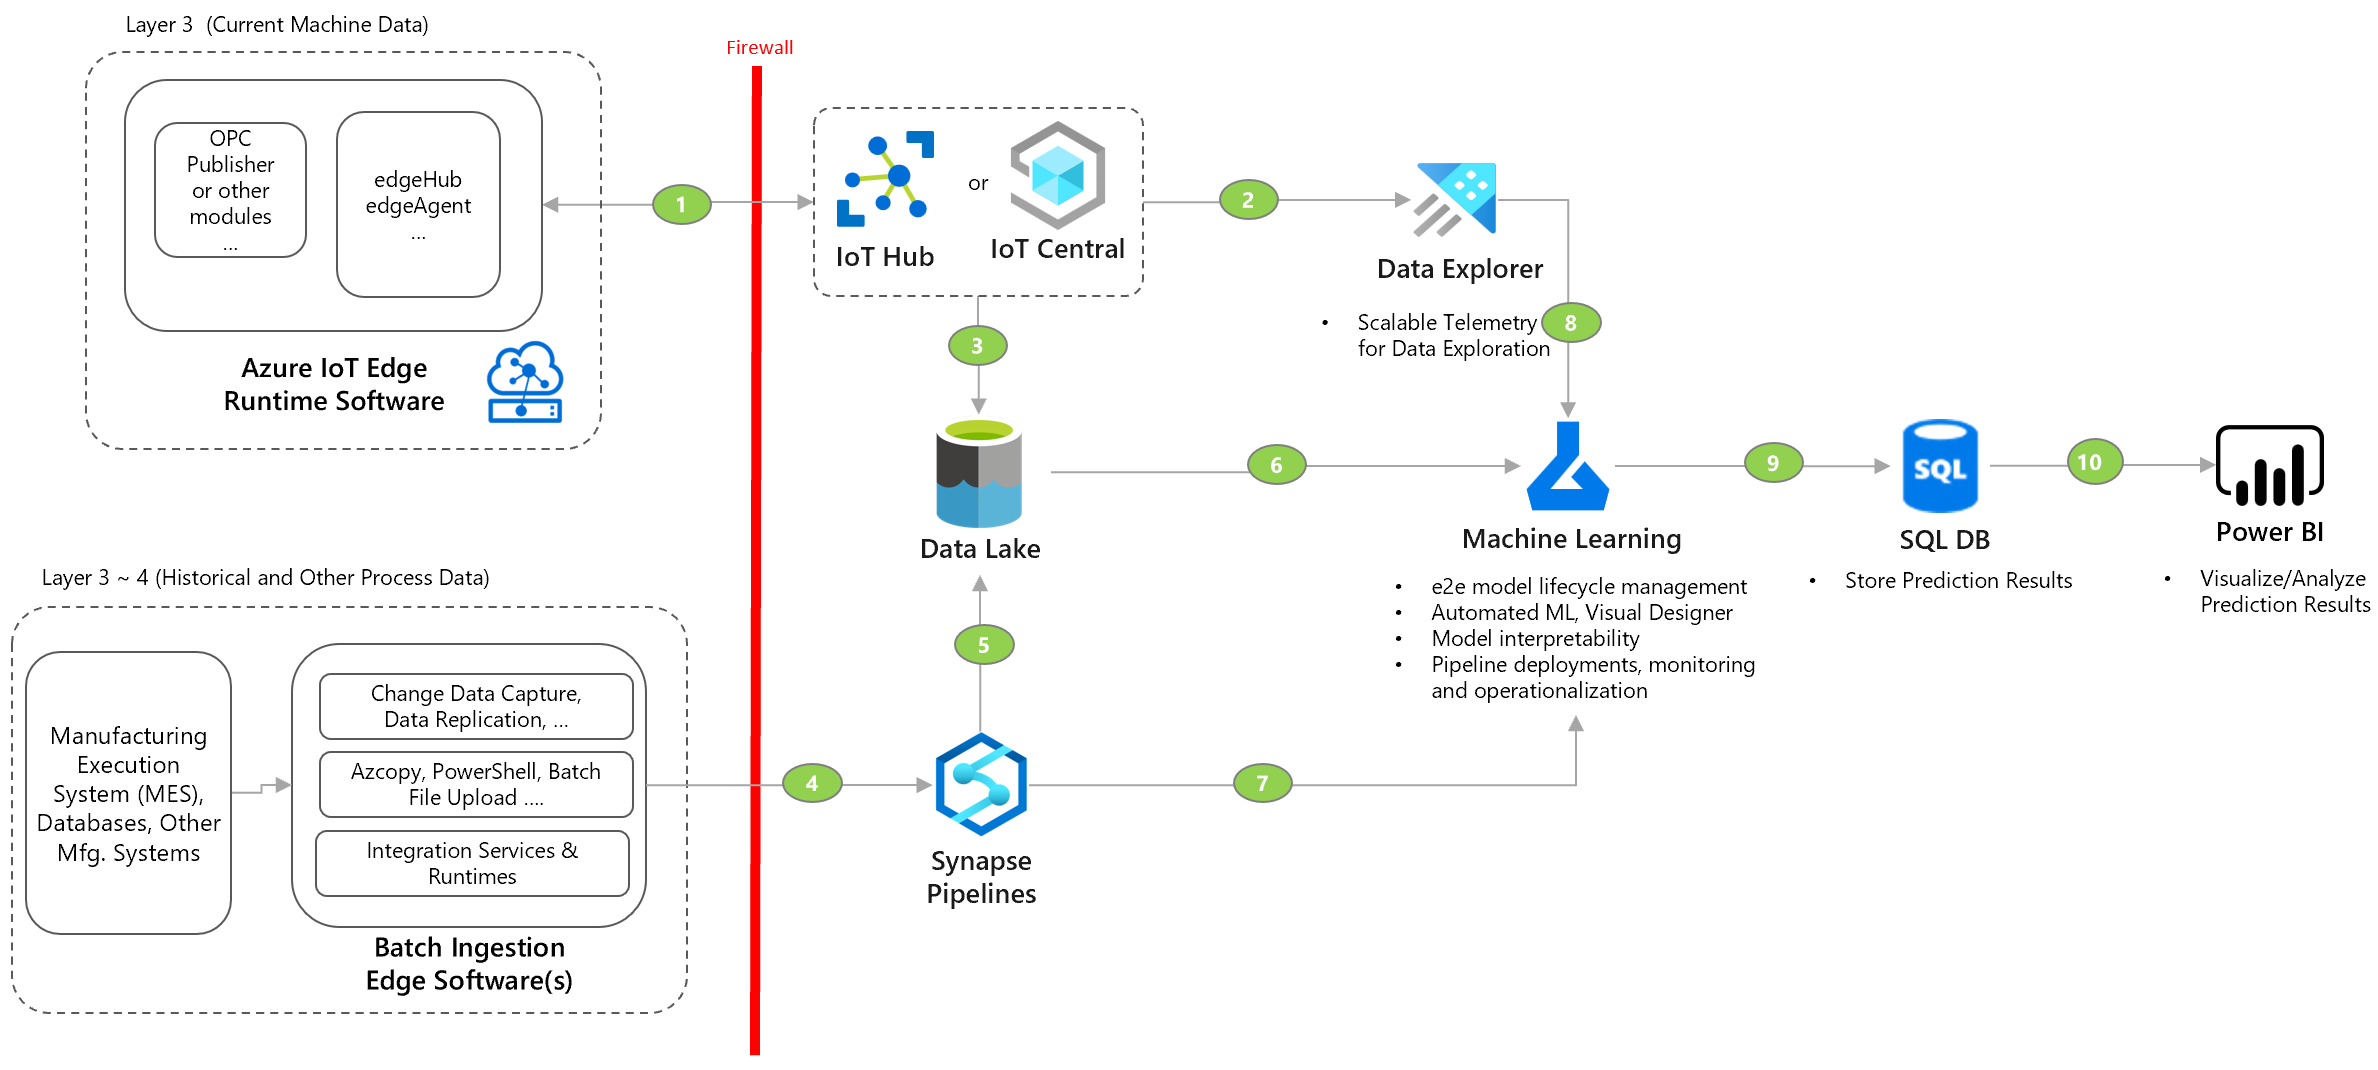 Layer 3  (Current Machine Data)
Firewall
OPC
Publisher
or other
modules
...
edgeHub
edgeAgent
...
Azure IoT Edge
Runtime Software
1
IoT Hub
or
IoT Central
2
Data Explorer
• Scalable Telemetry
for Data Exploration
8
3
Data Lake
6
Machine Learning
• e2e model lifecycle management
• Automated ML, Visual Designer
• Model interpretability
• Pipeline deployments, monitoring
and operationalization
9
SQL
SQL DB
• Store Prediction Results
10
Power BI
• Visualize/Analyze
Prediction Results
Layer 3 ~ 4 (Historical and Other Process Data)
Manufacturing
Execution
System (MES),
Databases, Other
Mfg. Systems
Change Data Capture,
Data Replication, ...
Azcopy, PowerShell, Batch
File Upload ....
Integration Services &
Runtimes
Batch Ingestion
Edge Software(s)
4
5
Synapse
Pipelines
7